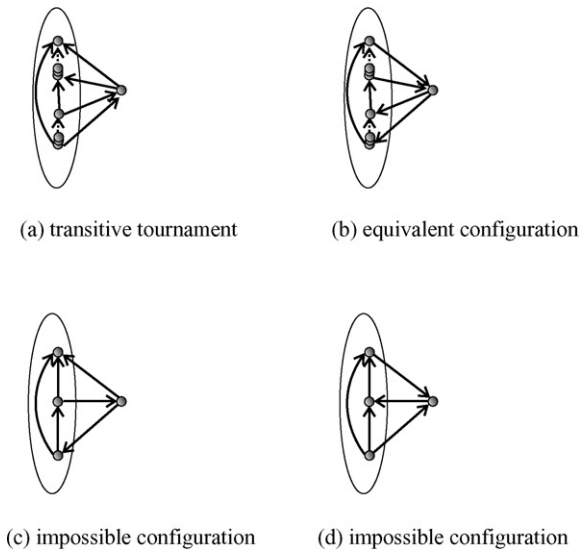 (a) transitive tournament
(b) equivalent configuration
(c) impossible configuration
(d) impossible configuration